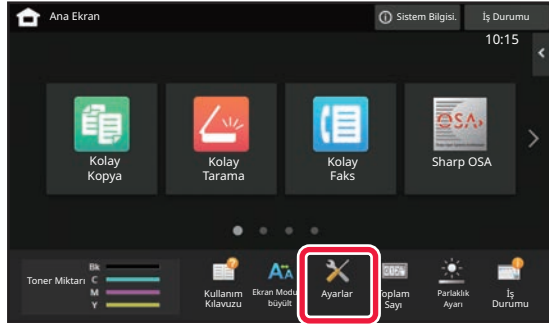 Ana Ekran
Sistem Bilgisi.
İş Durumu
10:15
Kolay
Kopya
Kolay
Tarama
Kolay
Faks
OSA
Sharp OSA
Toner Miktarı
Bk
C
M
Y
Kullanım
Kılavuzu
Ekran Modu
büyült
Ayarlar
Toplam
Sayı
Parlaklık
Ayarı
İş
Durumu